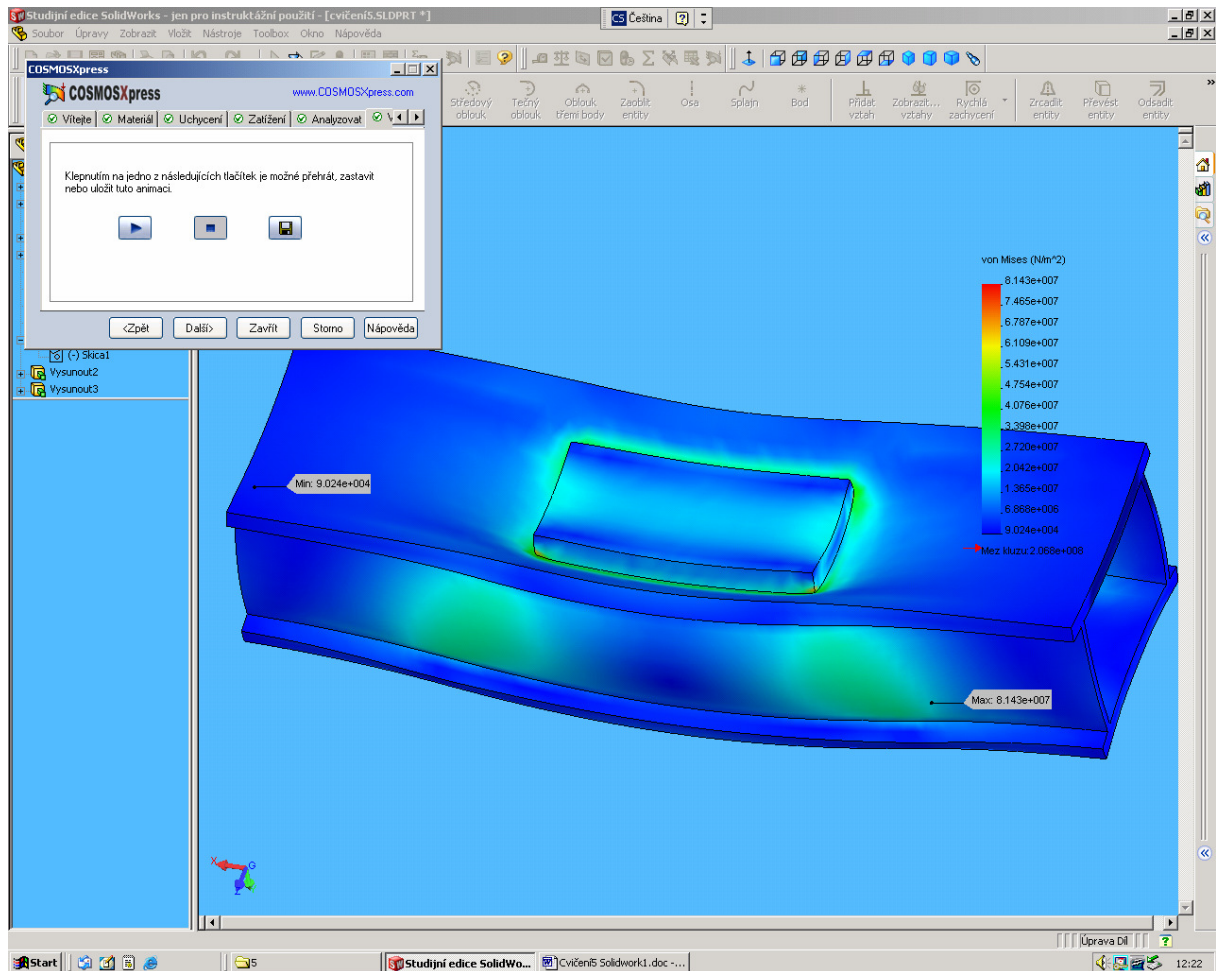 Studijní edice SolidWorks - jen pro instruktážní použití - [cvičení5.SLDPRT *]
CS Čeština
Soubor Úpravy Zobrazit Vložit Nástroje Toolbox Okno Nápověda
COSMOSXpress
COSMOSXpress
www.COSMOSXpress.com
Vítejte Materiál Uchycení Zatížení Analyzovat
Středový oblouk
Tečný oblouk
Oblouk třemi body
Zaoblit entity
Osa
Splajn
Bod
Přidat vztah
Zobrazit... vztahy
Rychlá zachycení
Zrcadlit entity
Převést entity
Odsadit entity
Klepnutím na jedno z následujících tlačítek je možné přehrát, zastavit
nebo uložit tuto animaci.
<Zpět Další> Zavřít Storno Nápověda
(-) Skica1
Vysunout2
Vysunout3
von Mises (N/m^2)
8.143e+007
7.465e+007
6.787e+007
6.109e+007
5.431e+007
4.754e+007
4.076e+007
3.398e+007
2.720e+007
2.042e+007
1.365e+007
6.868e+006
9.024e+004
Mez kluzu: 2.068e+008
Min: 9.024e+004
Max: 8.143e+007
X
G
Z
Úprava Díl
Start
5
Studijní edice SolidWo...
Cvičení5 Solidwork1.doc -...
12:22